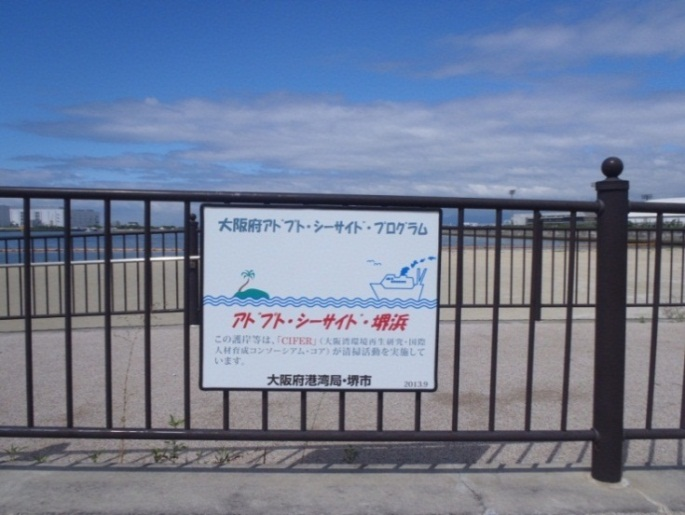 大阪府アドプト・シーサイド・プログラム
アドプト・シーサイド・堺浜
この護岸等は、「CIFER」（大阪湾環境再生研究・国際
人材育成コンソーシアム・コア）が清掃活動を実施して
います。
大阪府港湾局・堺市
2013.9